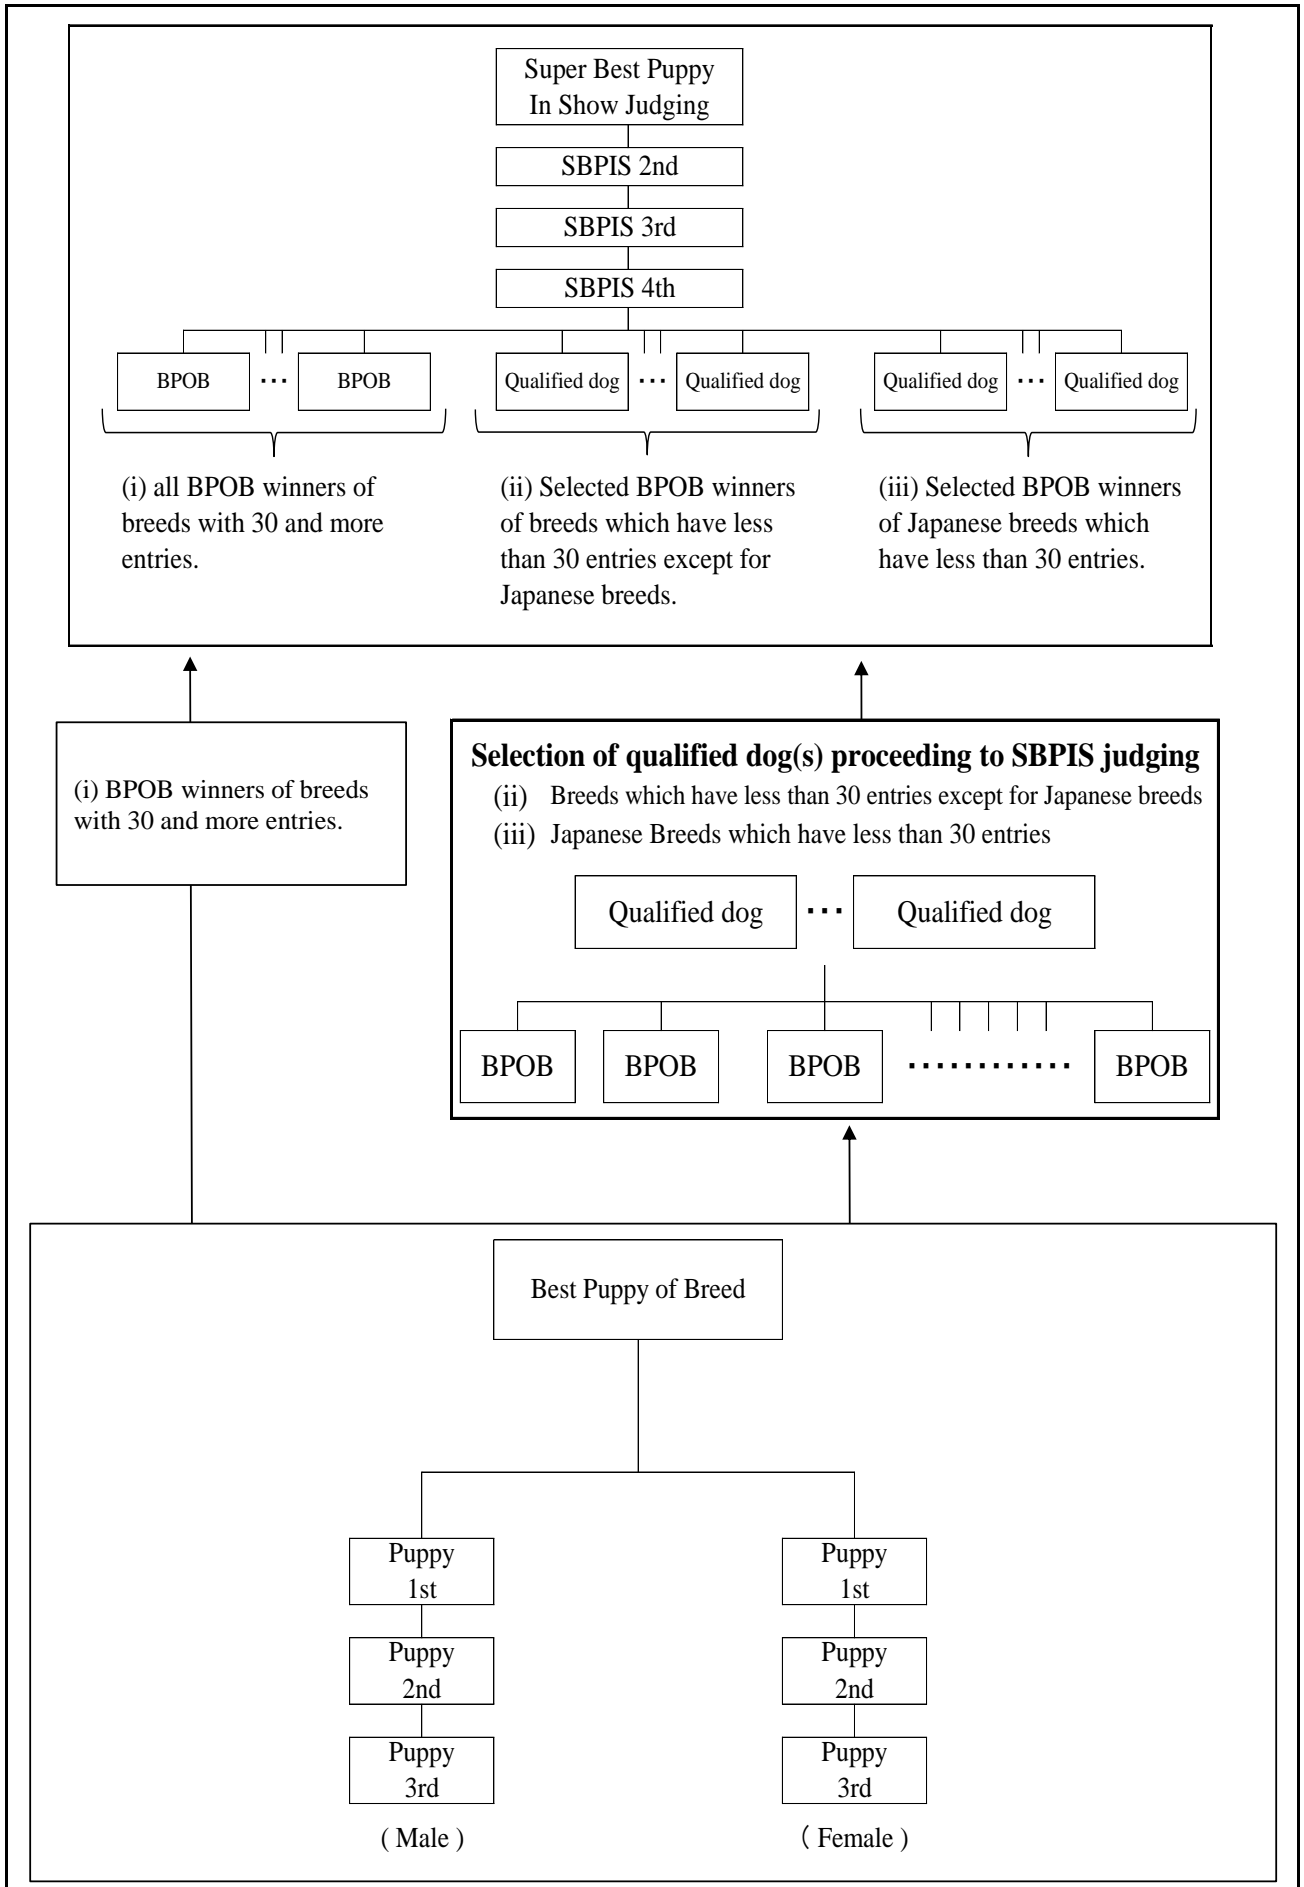 Super Best Puppy
In Show Judging
SBPIS 2nd
SBPIS 3rd
SBPIS 4th
BPOB ··· BPOB Qualified dog ··· Qualified dog Qualified dog ··· Qualified dog
(i) all BPOB winners of
breeds with 30 and more
entries.
(ii) Selected BPOB winners
of breeds which have less
than 30 entries except for
Japanese breeds.
(iii) Selected BPOB winners
of Japanese breeds which
have less than 30 entries.
(i) BPOB winners of breeds
with 30 and more entries.
Selection of qualified dog(s) proceeding to SBPIS judging
(ii) Breeds which have less than 30 entries except for Japanese breeds
(iii) Japanese Breeds which have less than 30 entries
Qualified dog ··· Qualified dog
BPOB BPOB BPOB ············ BPOB
Best Puppy of Breed
Puppy
1st
Puppy
2nd
Puppy
3rd
( Male )
Puppy
1st
Puppy
2nd
Puppy
3rd
( Female )